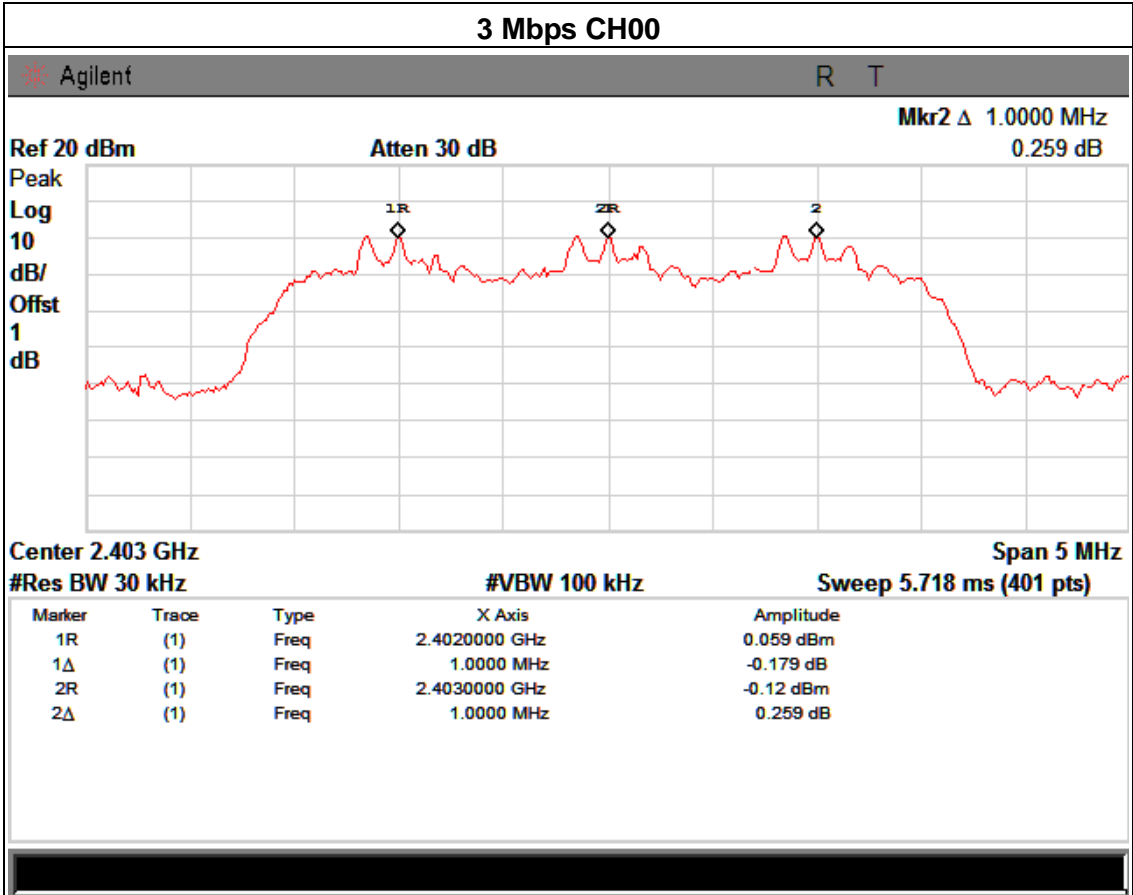 3 Mbps CH00
Agilent R T
Mkr2 Δ 1.0000 MHz
Ref 20 dBm Atten 30 dB 0.259 dB
Peak
Log
10
dB/
Offst
1
dB
1R 2R 2
Center 2.403 GHz Span 5 MHz
#Res BW 30 kHz #VBW 100 kHz Sweep 5.718 ms (401 pts)
Marker Trace Type X Axis Amplitude
1R (1) Freq 2.4020000 GHz 0.059 dBm
1Δ (1) Freq 1.0000 MHz -0.179 dB
2R (1) Freq 2.4030000 GHz -0.12 dBm
2Δ (1) Freq 1.0000 MHz 0.259 dB